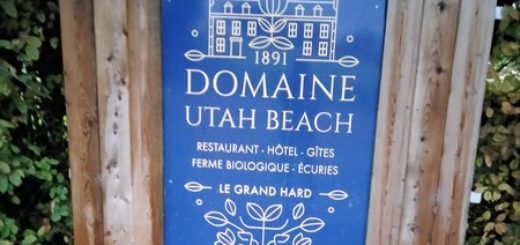 1891
DOMAINE
UTAH BEACH
RESTAURANT · HÔTEL · GÎTES
FERME BIOLOGIQUE · ÉCURIES
LE GRAND HARD